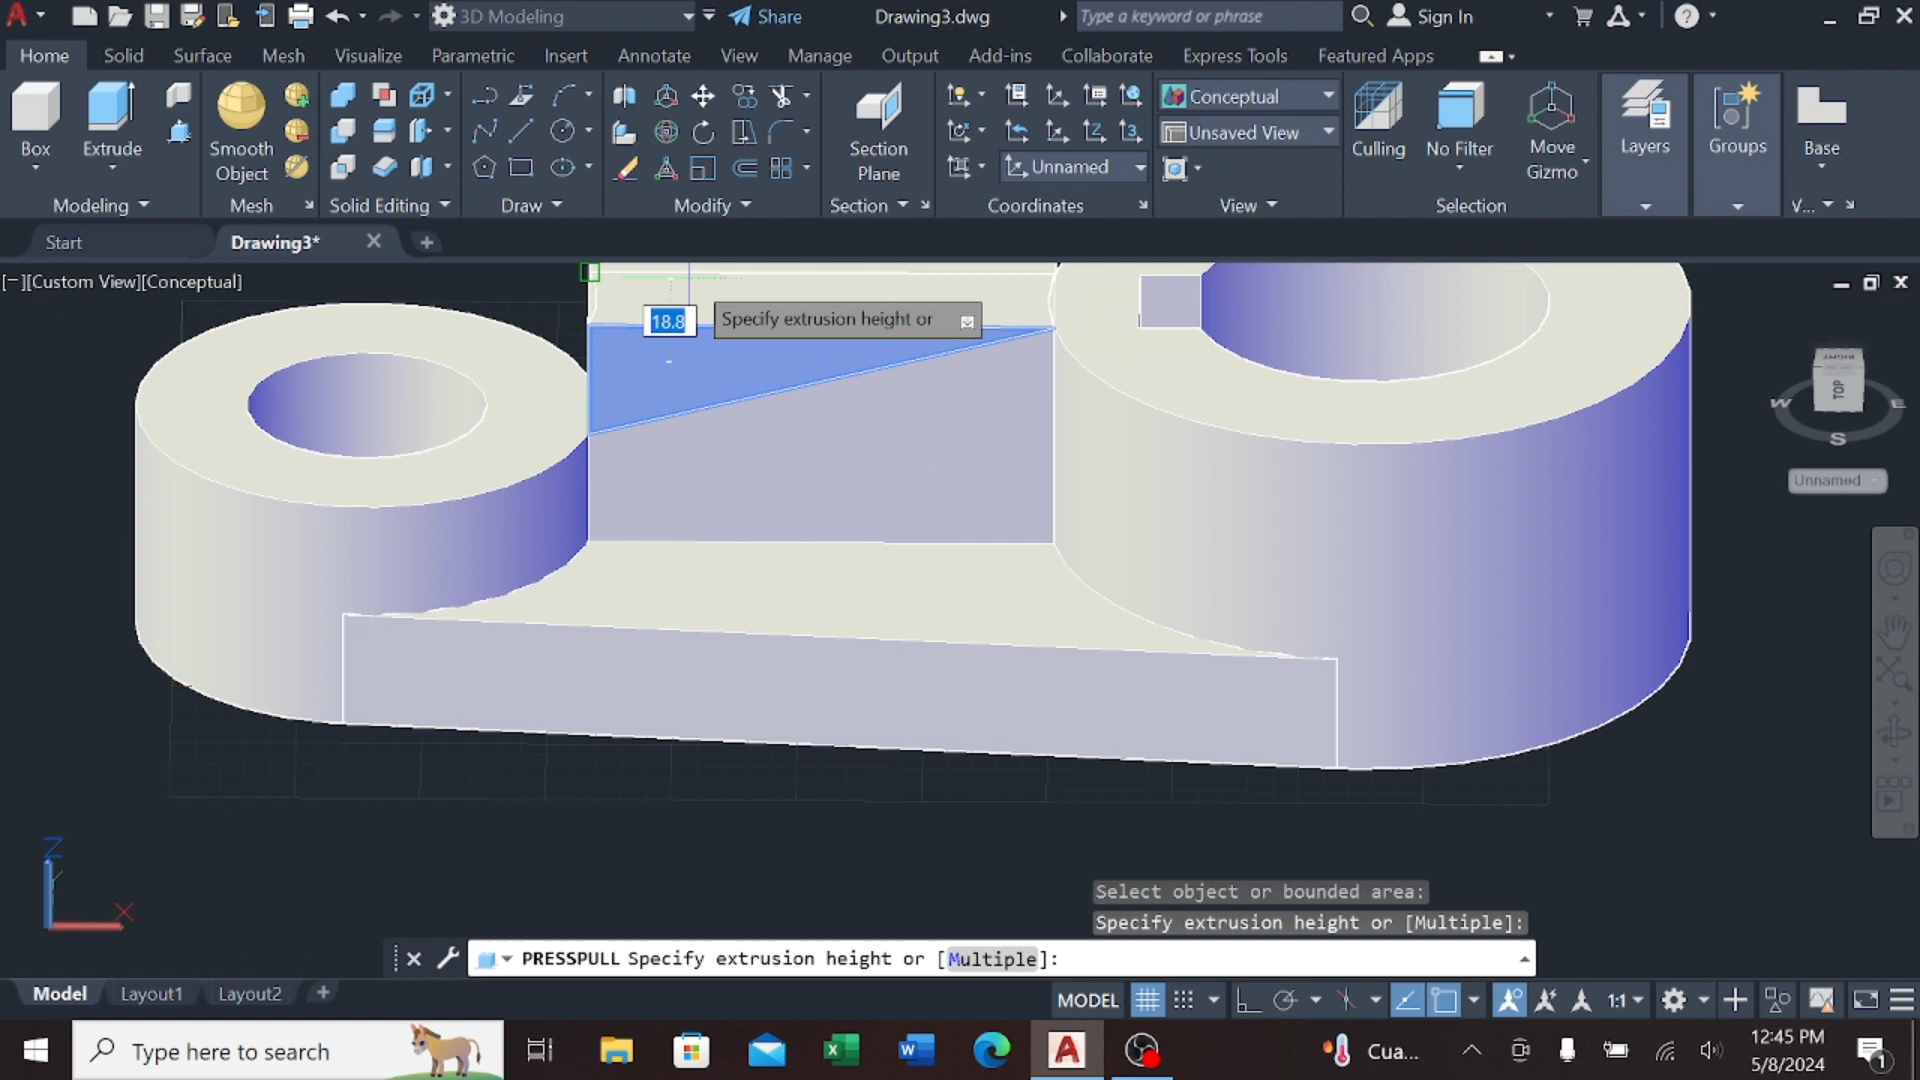 3D Modeling
Share
Drawing3.dwg
Type a keyword or phrase
Sign In
Home
Solid
Surface
Mesh
Visualize
Parametric
Insert
Annotate
View
Manage
Output
Add-ins
Collaborate
Express Tools
Featured Apps
Box
Extrude
Smooth
Object
Section
Plane
Unnamed
Conceptual
Unsaved View
Culling
No Filter
Move
Gizmo
Layers
Groups
Base
Modeling
Mesh
Solid Editing
Draw
Modify
Section
Coordinates
View
Selection
V...
Start
Drawing3*
[−][Custom View][Conceptual]
18.8
Specify extrusion height or
TOP
W
E
S
Unnamed
Z
Y
X
Select object or bounded area:
Specify extrusion height or [Multiple]:
PRESSPULL Specify extrusion height or [Multiple]:
Model
Layout1
Layout2
MODEL
1:1
Type here to search
Cua...
12:45 PM
5/8/2024
1